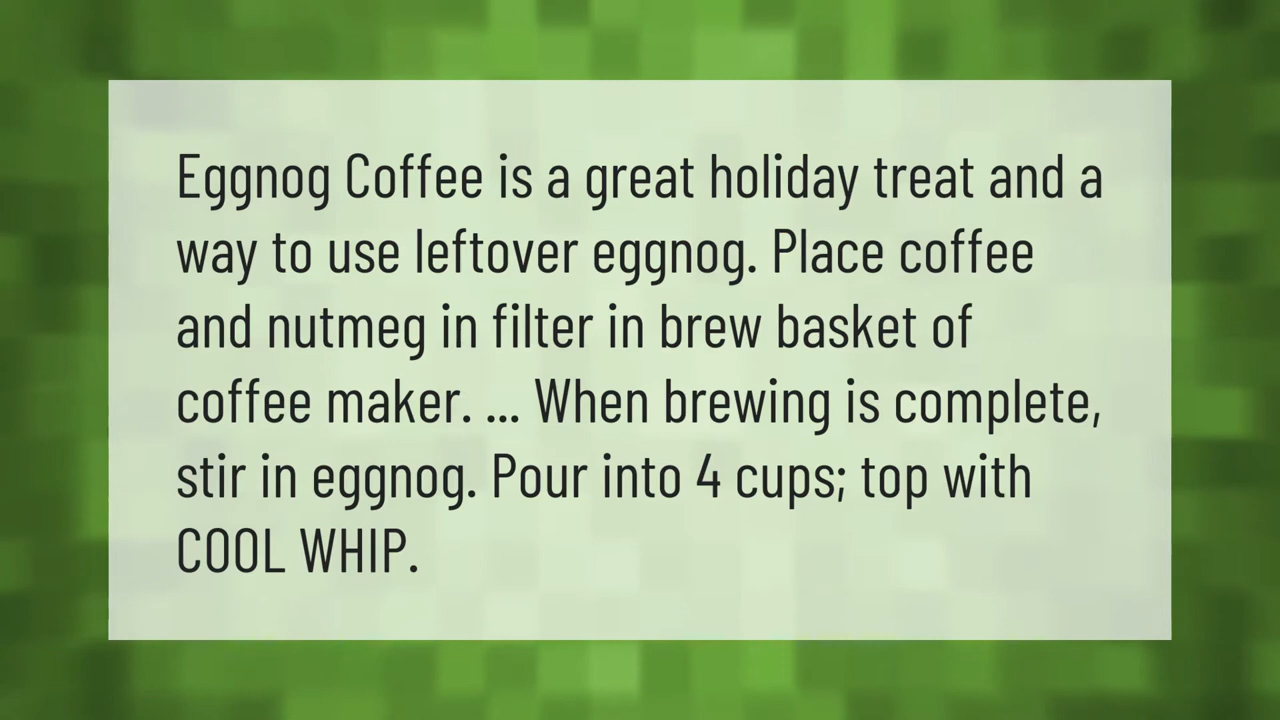 Eggnog Coffee is a great holiday treat and a
way to use leftover eggnog. Place coffee
and nutmeg in filter in brew basket of
coffee maker. ... When brewing is complete,
stir in eggnog. Pour into 4 cups; top with
COOL WHIP.